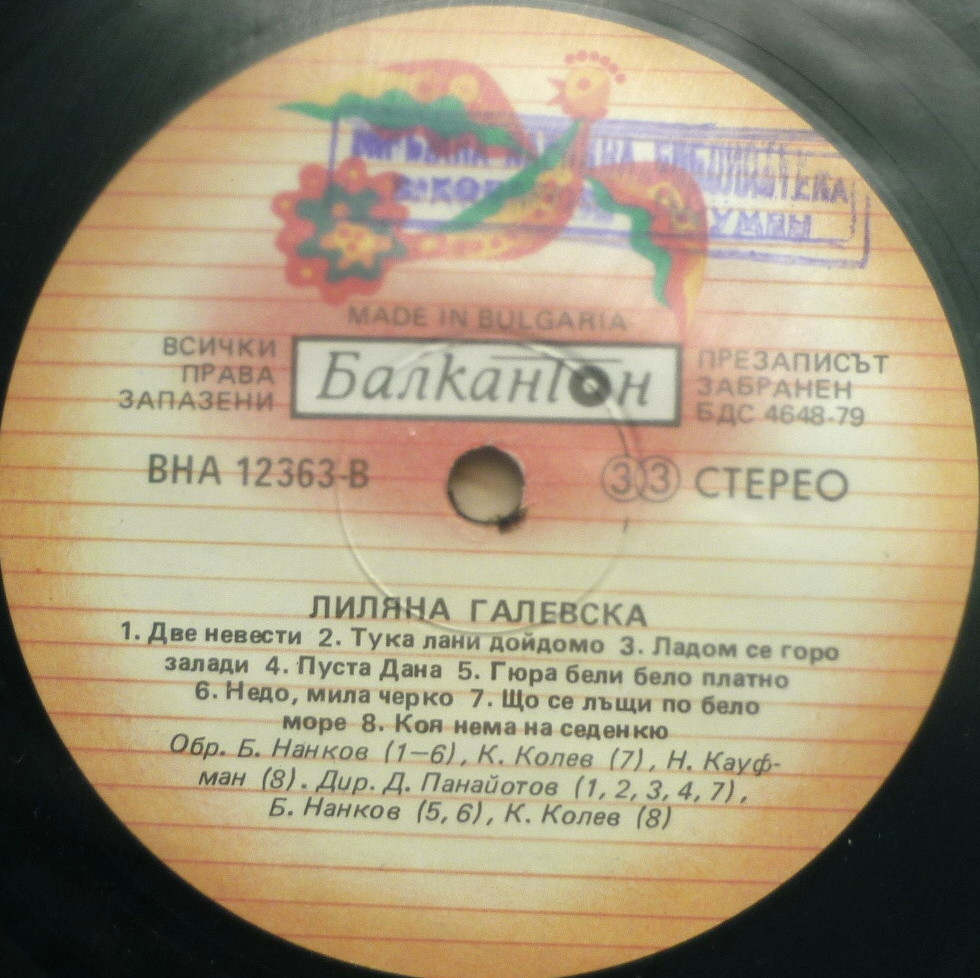 БИБЛИОТЕКА
MADE IN BULGARIA
ВСИЧКИ
ПРАВА
ЗАПАЗЕНИ
Балкантон
ПРЕЗАПИСЪТ
ЗАБРАНЕН
БДС 4648-79
ВНА 12363-В
33 СТЕРЕО
ЛИЛЯНА ГАЛЕВСКА
1. Две невести 2. Тука лани дойдомо 3. Ладом се горо
залади 4. Пуста Дана 5. Гюра бели бело платно
6. Недо, мила черко 7. Що се лъщи по бело
море 8. Коя нема на седенкю
Обр. Б. Нанков (1—6), К. Колев (7), Н. Кауф-
ман (8). Дир. Д. Панайотов (1, 2, 3, 4, 7),
Б. Нанков (5, 6), К. Колев (8)